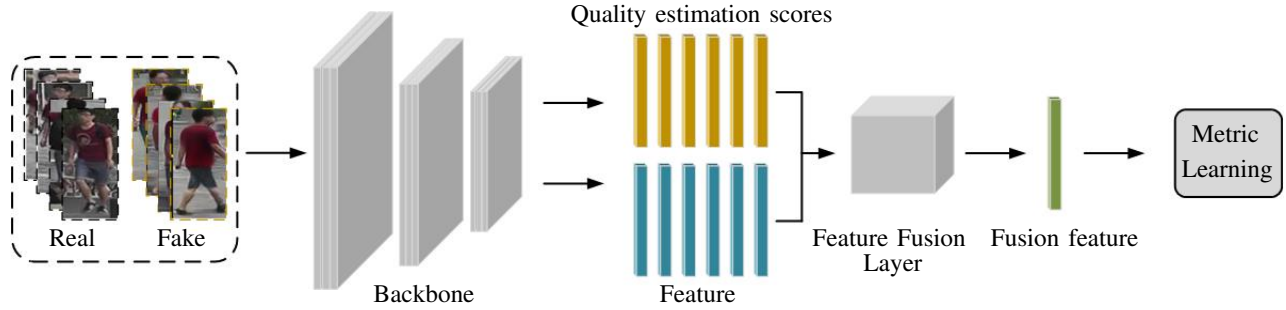 Quality estimation scores
Real
Fake
Backbone
Feature
Feature Fusion
Layer
Fusion feature
Metric
Learning